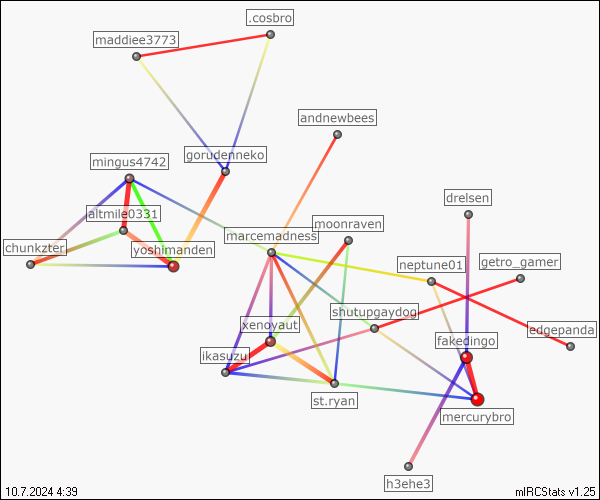 .cosbro
maddiee3773
andnewbees
gorudenneko
mingus4742
drelsen
altmile0331
moonraven
marcemadness
chunkzter
yoshimanden
neptune01
getro_gamer
shutupgaydog
xenoyaut
edgepanda
fakedingo
ikasuzu
st.ryan
mercurybro
h3ehe3
10.7.2024 4:39
mIRCStats v1.25